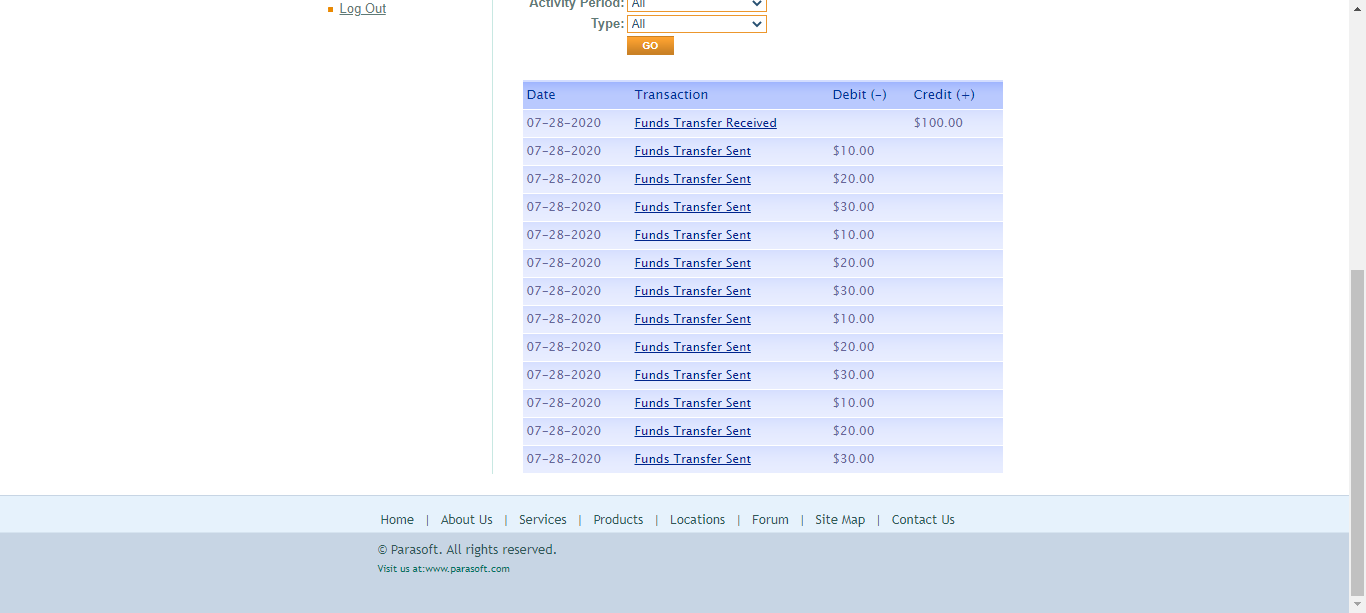 Log Out
Activity Period: All
Type: All
GO
Date Transaction Debit (-) Credit (+)
07-28-2020 Funds Transfer Received $100.00
07-28-2020 Funds Transfer Sent $10.00
07-28-2020 Funds Transfer Sent $20.00
07-28-2020 Funds Transfer Sent $30.00
07-28-2020 Funds Transfer Sent $10.00
07-28-2020 Funds Transfer Sent $20.00
07-28-2020 Funds Transfer Sent $30.00
07-28-2020 Funds Transfer Sent $10.00
07-28-2020 Funds Transfer Sent $20.00
07-28-2020 Funds Transfer Sent $30.00
07-28-2020 Funds Transfer Sent $10.00
07-28-2020 Funds Transfer Sent $20.00
07-28-2020 Funds Transfer Sent $30.00
Home | About Us | Services | Products | Locations | Forum | Site Map | Contact Us
© Parasoft. All rights reserved.
Visit us at:www.parasoft.com